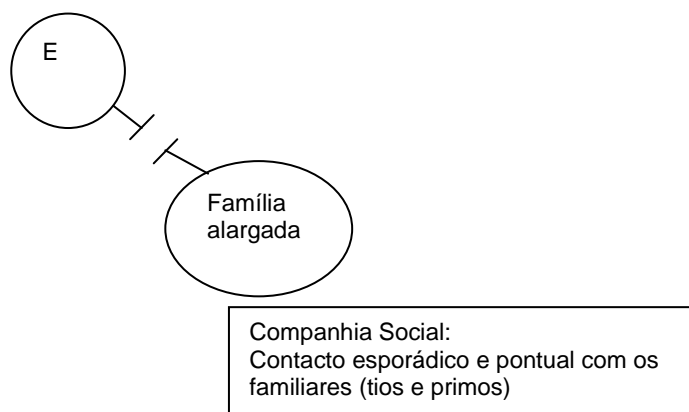 E
Família
alargada
Companhia Social:
Contacto esporádico e pontual com os
familiares (tios e primos)